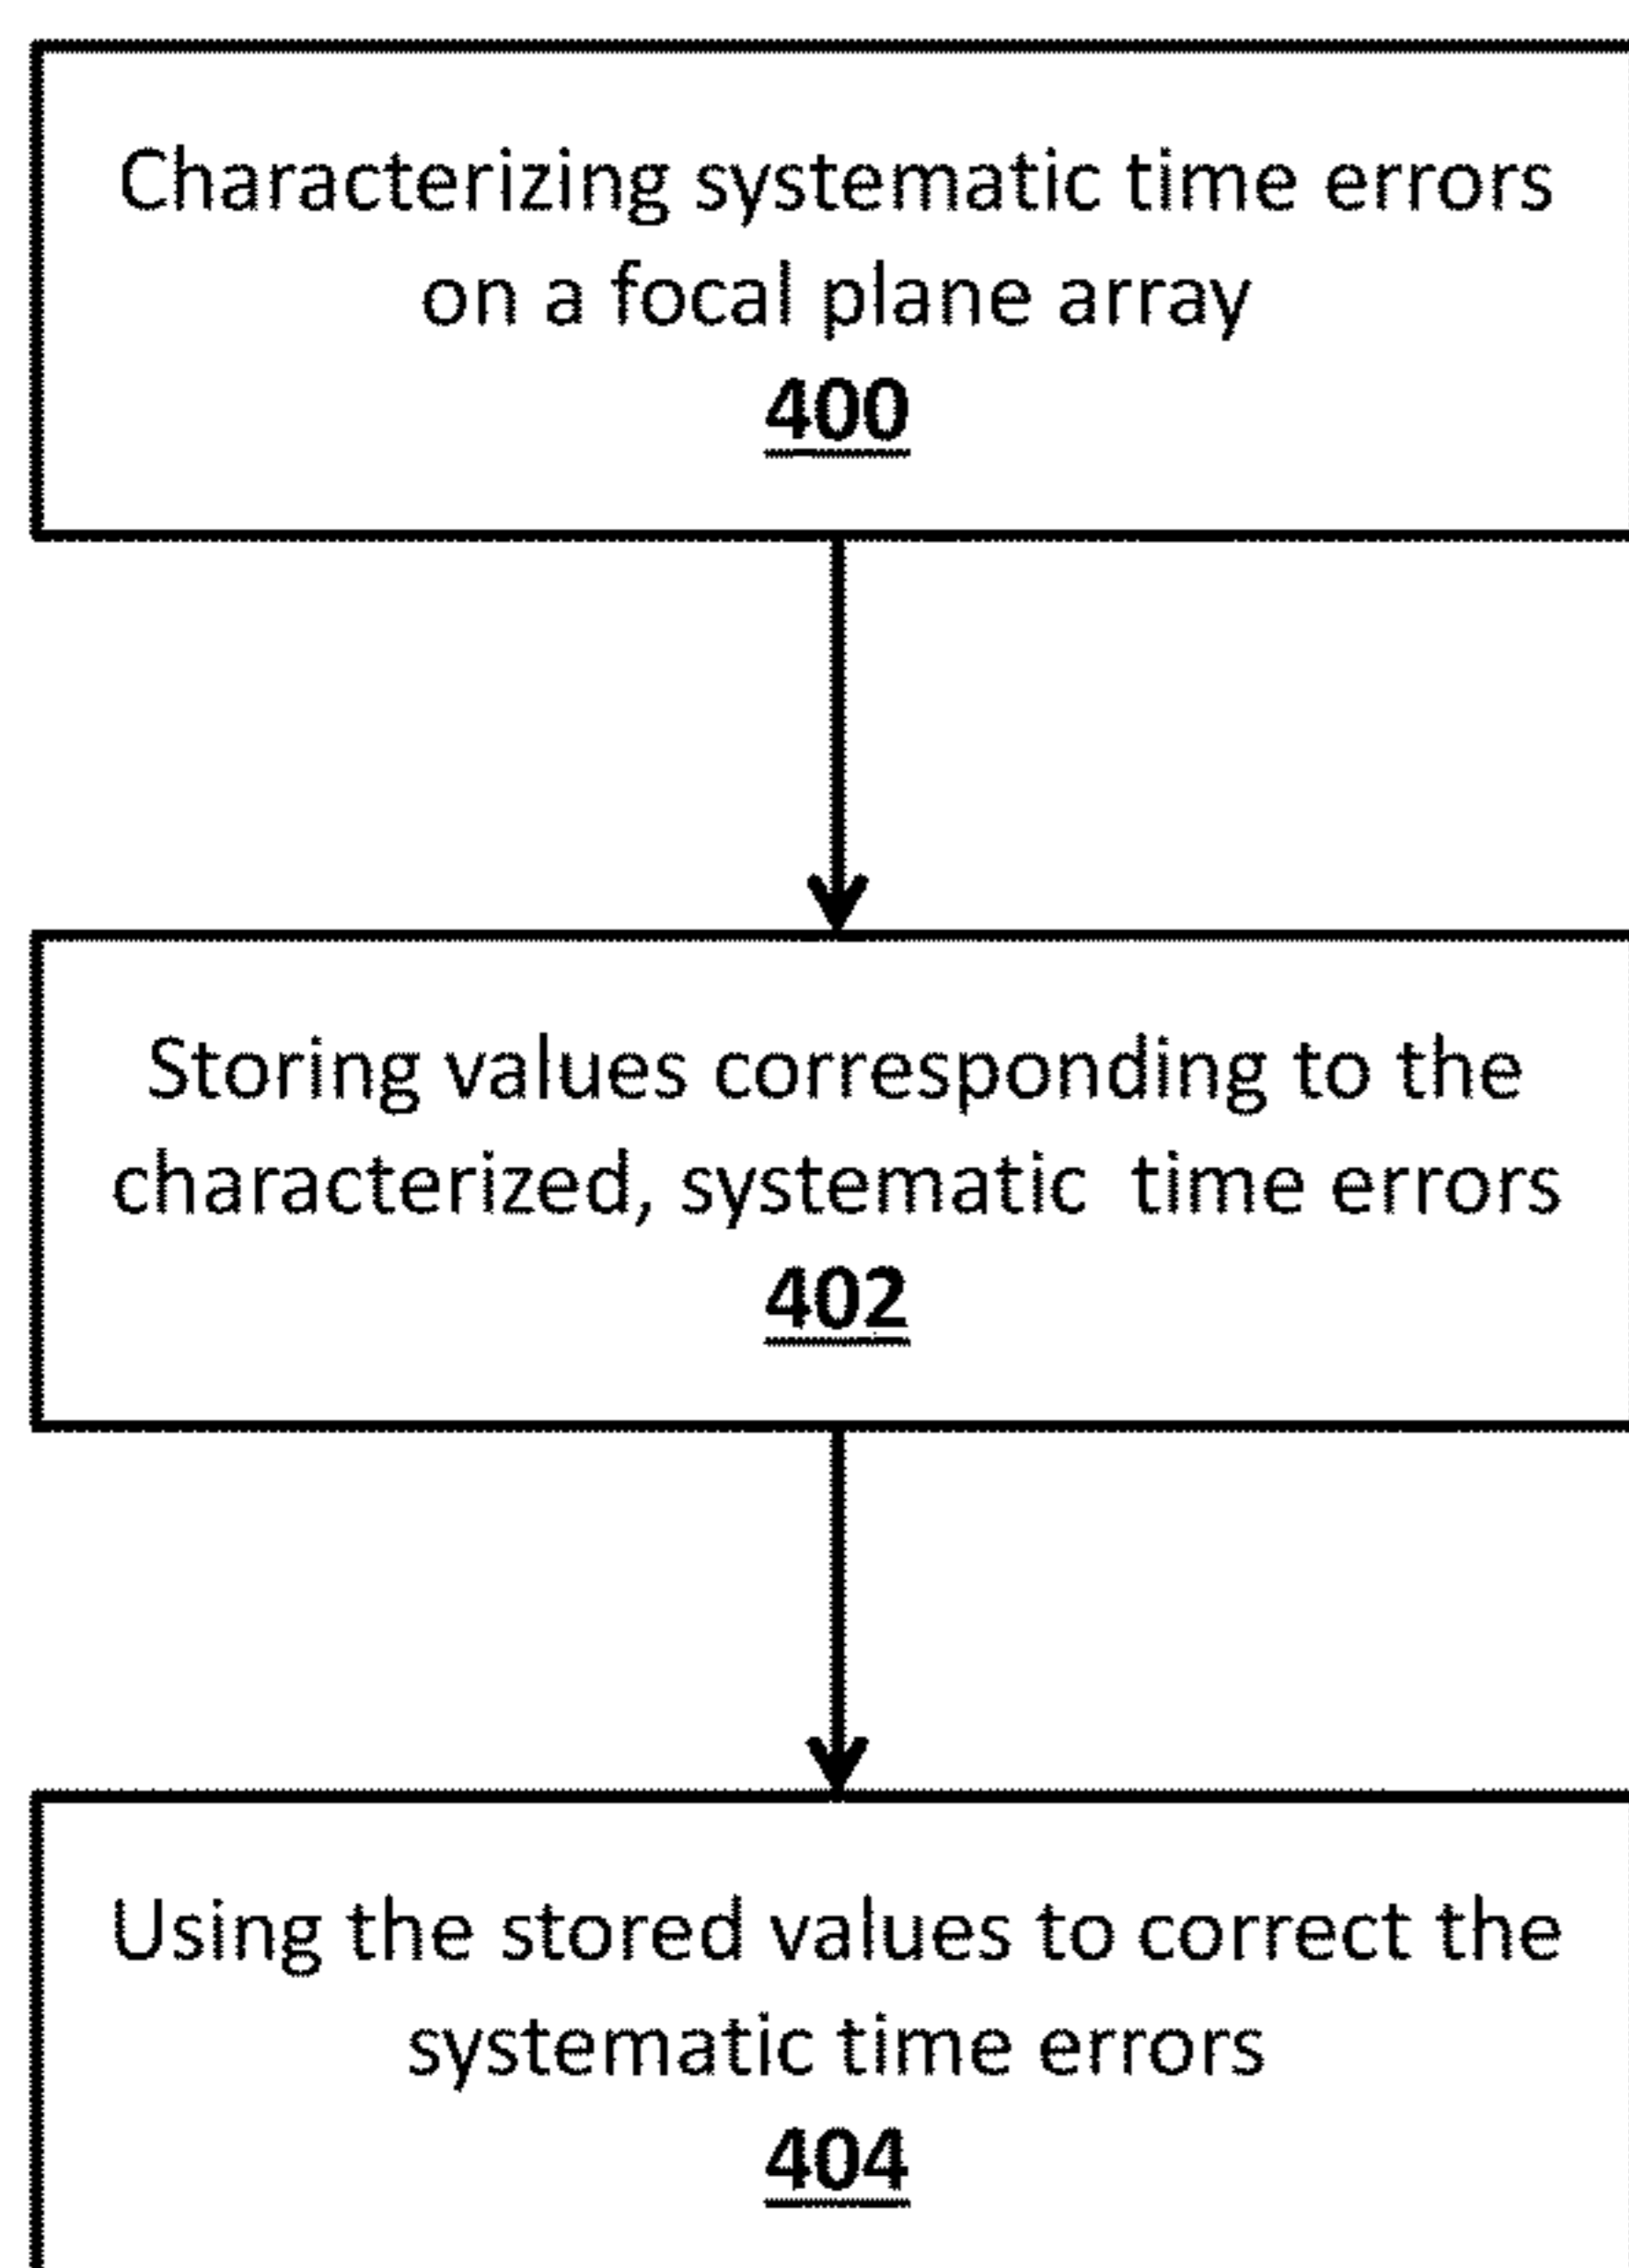 Characterizing systematic time errors
on a focal plane array
400
Storing values corresponding to the
characterized, systematic time errors
402
Using the stored values to correct the
systematic time errors
404